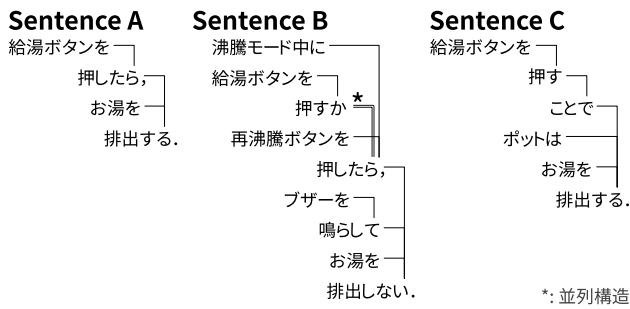 Sentence A
給湯ボタンを
押したら,
お湯を
排出する.
Sentence B
沸騰モード中に
給湯ボタンを
押すか
*
再沸騰ボタンを
押したら,
ブザーを
鳴らして
お湯を
排出しない.
Sentence C
給湯ボタンを
押す
ことで
ポットは
お湯を
排出する.
*: 並列構造